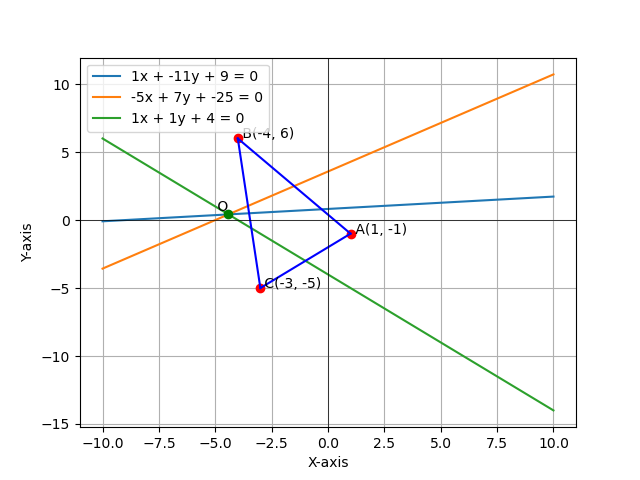 1x + -11y + 9 = 0
-5x + 7y + -25 = 0
1x + 1y + 4 = 0
10
5
0
−5
−10
−15
B(-4, 6)
O
A(1, -1)
C(-3, -5)
−10.0 −7.5 −5.0 −2.5 0.0 2.5 5.0 7.5 10.0
X-axis
Y-axis